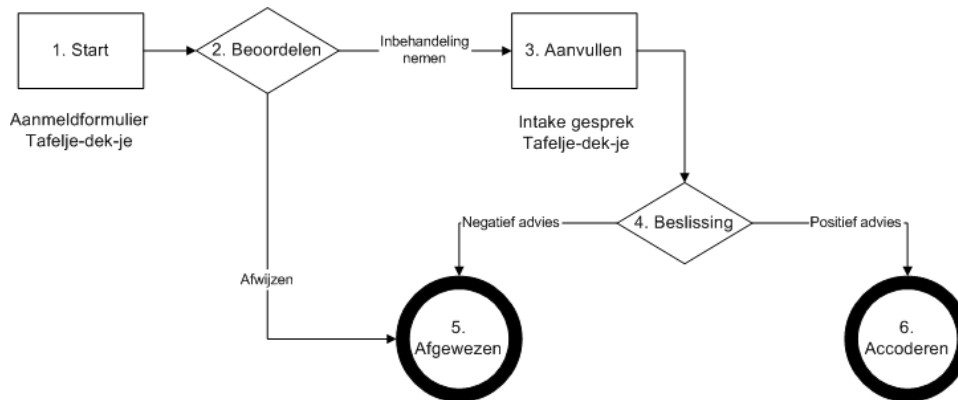 1. Start
2. Beoordelen
Inbehandeling
nemen
3. Aanvullen
Aanmeldformulier
Tafelje-dek-je
Intake gesprek
Tafelje-dek-je
Negatief advies
4. Beslissing
Positief advies
Afwijzen
5.
Afgewezen
6.
Accoderen